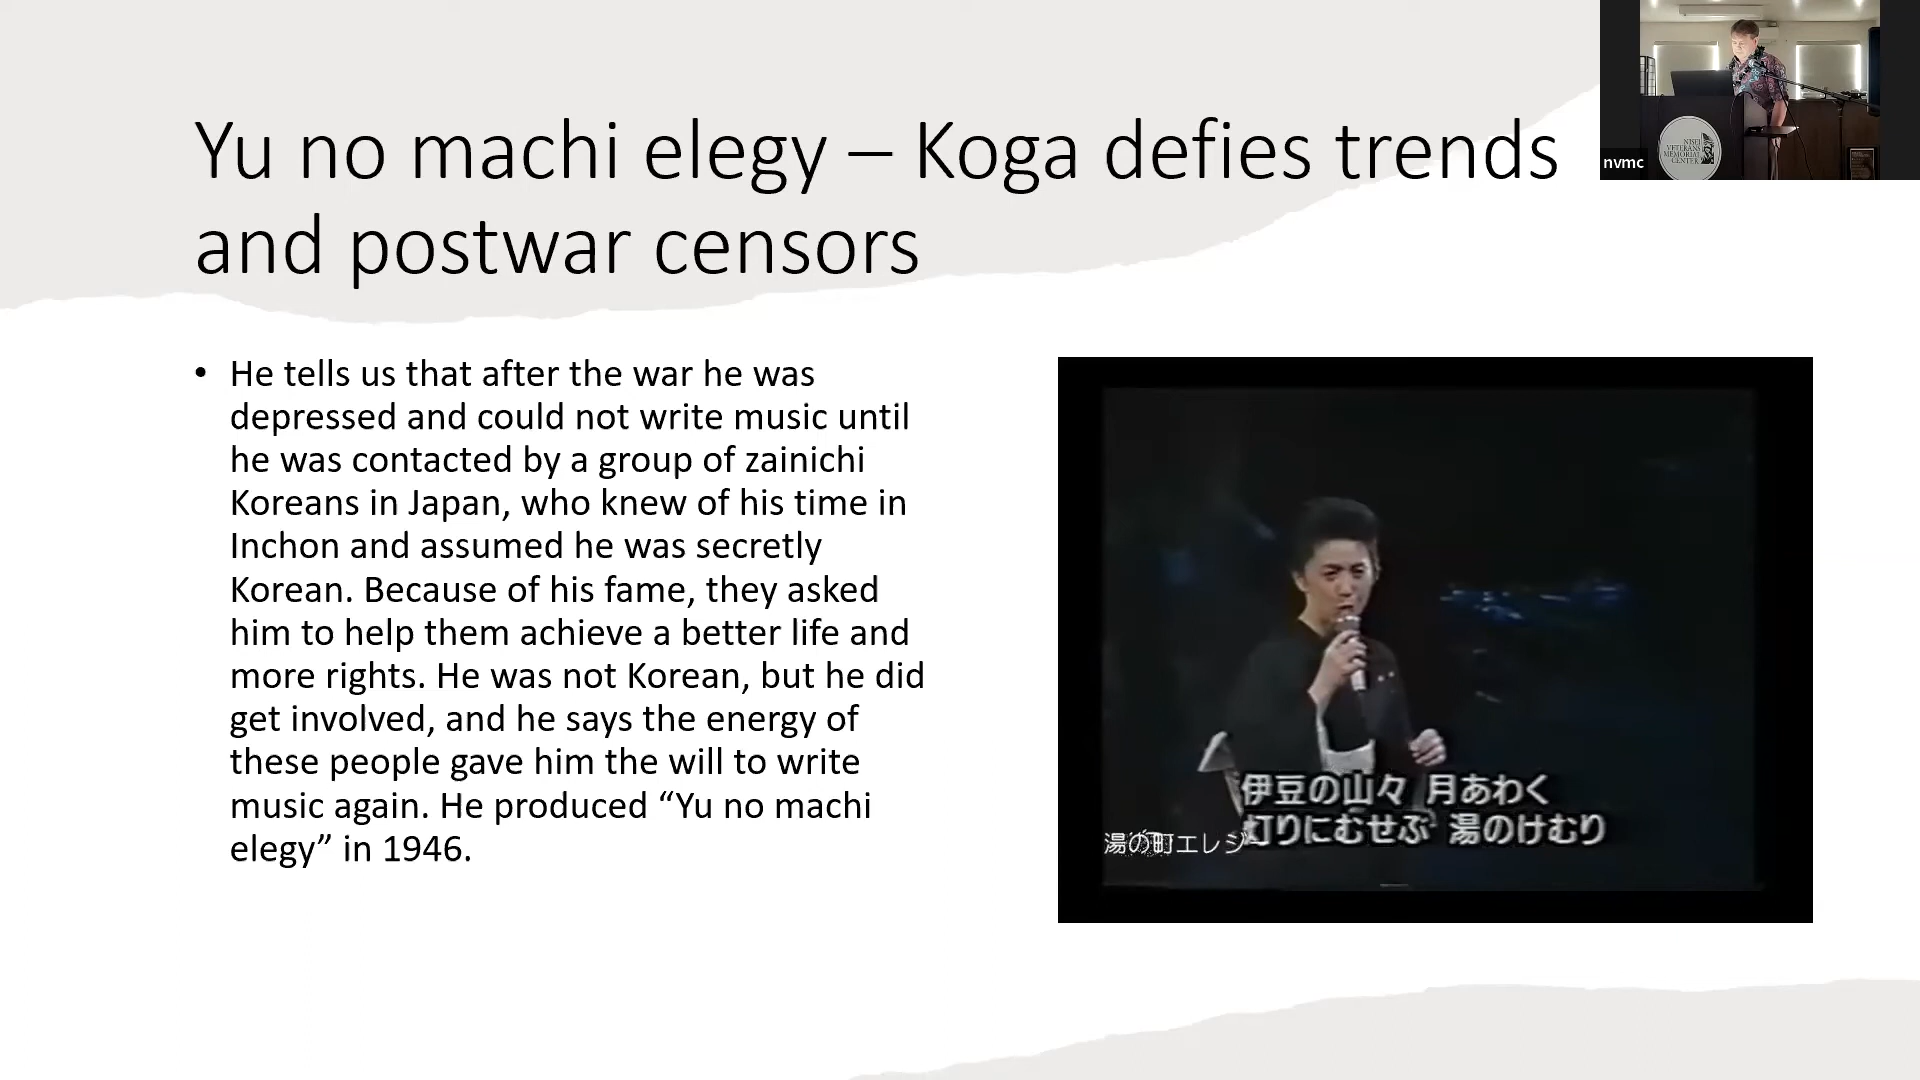 Yu no machi elegy – Koga defies trends
and postwar censors
nvmc
NISEI
VETERANS
MEMORIAL
CENTER
• He tells us that after the war he was
depressed and could not write music until
he was contacted by a group of zainichi
Koreans in Japan, who knew of his time in
Inchon and assumed he was secretly
Korean. Because of his fame, they asked
him to help them achieve a better life and
more rights. He was not Korean, but he did
get involved, and he says the energy of
these people gave him the will to write
music again. He produced “Yu no machi
elegy” in 1946.
伊豆の山々 月あわく
灯りにむせぶ 湯のけむり
湯の町エレジー